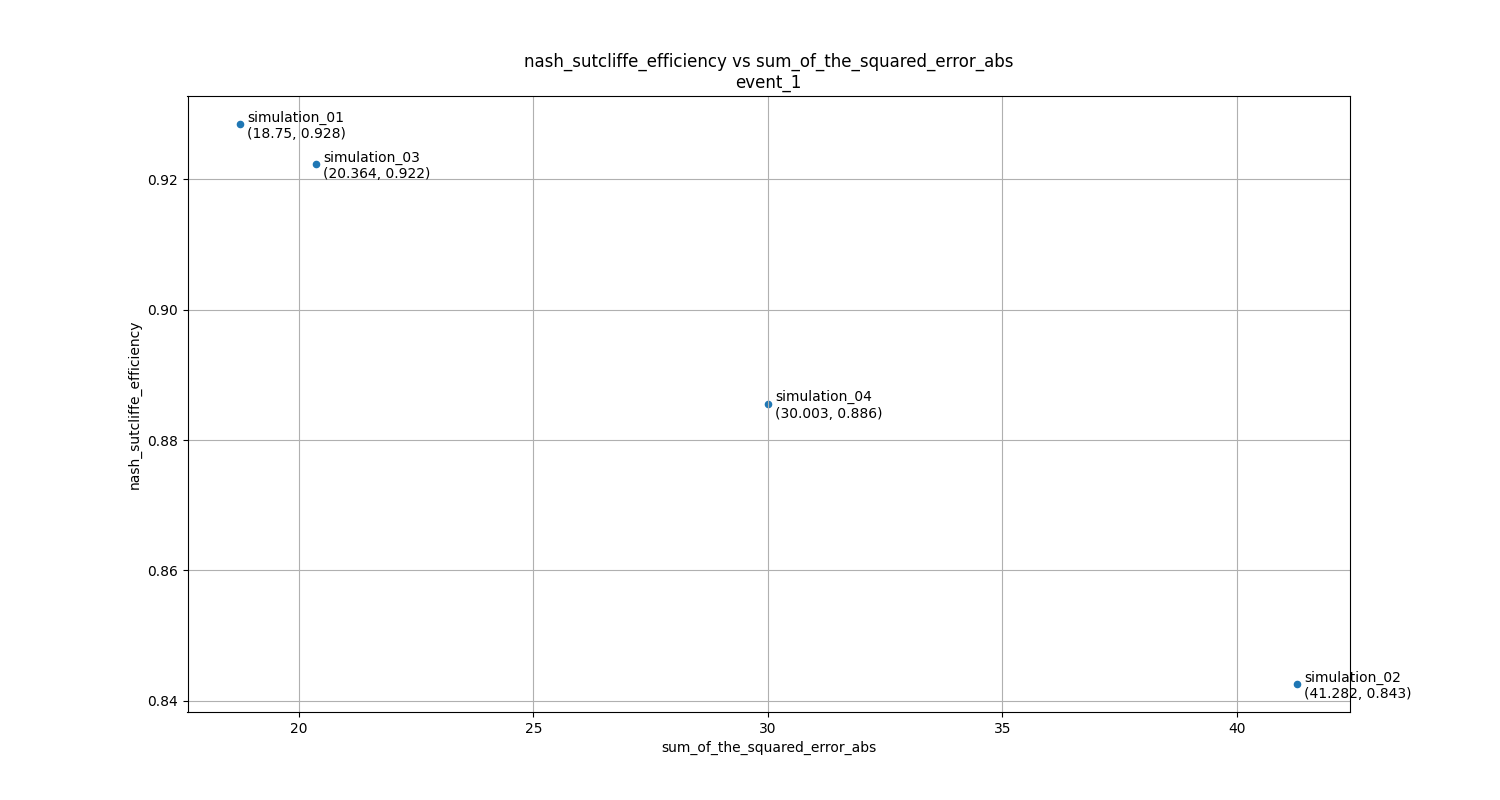 nash_sutcliffe_efficiency vs sum_of_the_squared_error_abs
event_1
simulation_01
(18.75, 0.928)
simulation_03
(20.364, 0.922)
0.92
0.90
simulation_04
(30.003, 0.886)
0.88
0.86
simulation_02
(41.282, 0.843)
0.84
nash_sutcliffe_efficiency
20
25
30
35
40
sum_of_the_squared_error_abs